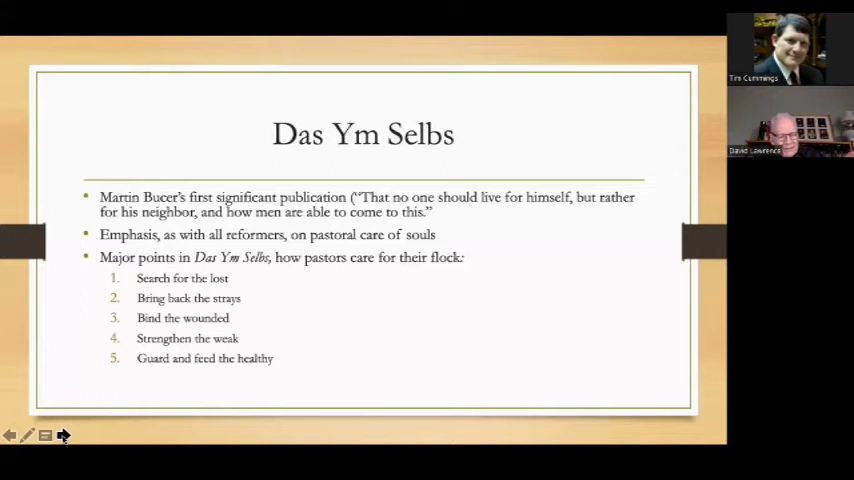 Das Ym Selbs
• Martin Bucer's first significant publication ("That no one should live for himself, but rather
for his neighbor, and how men are able to come to this."
• Emphasis, as with all reformers, on pastoral care of souls
• Major points in Das Ym Selbs, how pastors care for their flock:
1. Search for the lost
2. Bring back the strays
3. Bind the wounded
4. Strengthen the weak
5. Guard and feed the healthy
Tim Cummings
David Lawrence